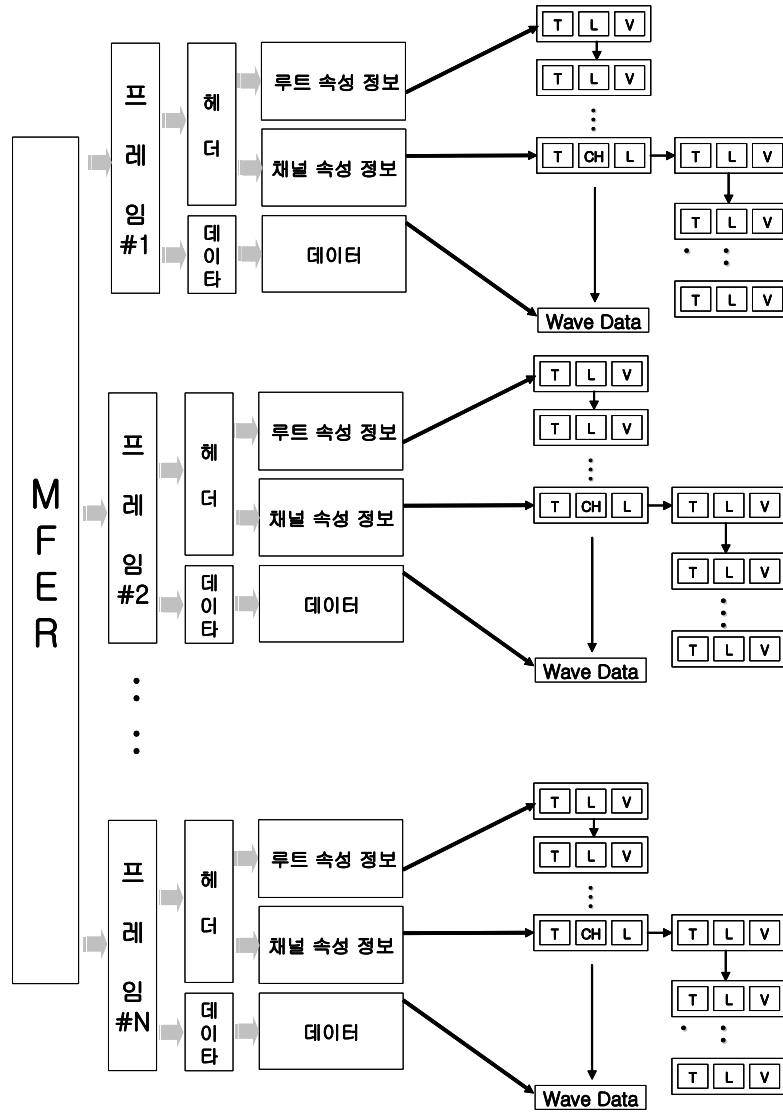 MFER
프레임 #1
헤더
루트 속성 정보
T L V
T L V
채널 속성 정보
T CH L
T L V
T L V
T L V
데이타
데이터
Wave Data
프레임 #2
헤더
루트 속성 정보
T L V
T L V
채널 속성 정보
T CH L
T L V
T L V
T L V
데이타
데이터
Wave Data
프레임 #N
헤더
루트 속성 정보
T L V
T L V
채널 속성 정보
T CH L
T L V
T L V
T L V
데이타
데이터
Wave Data